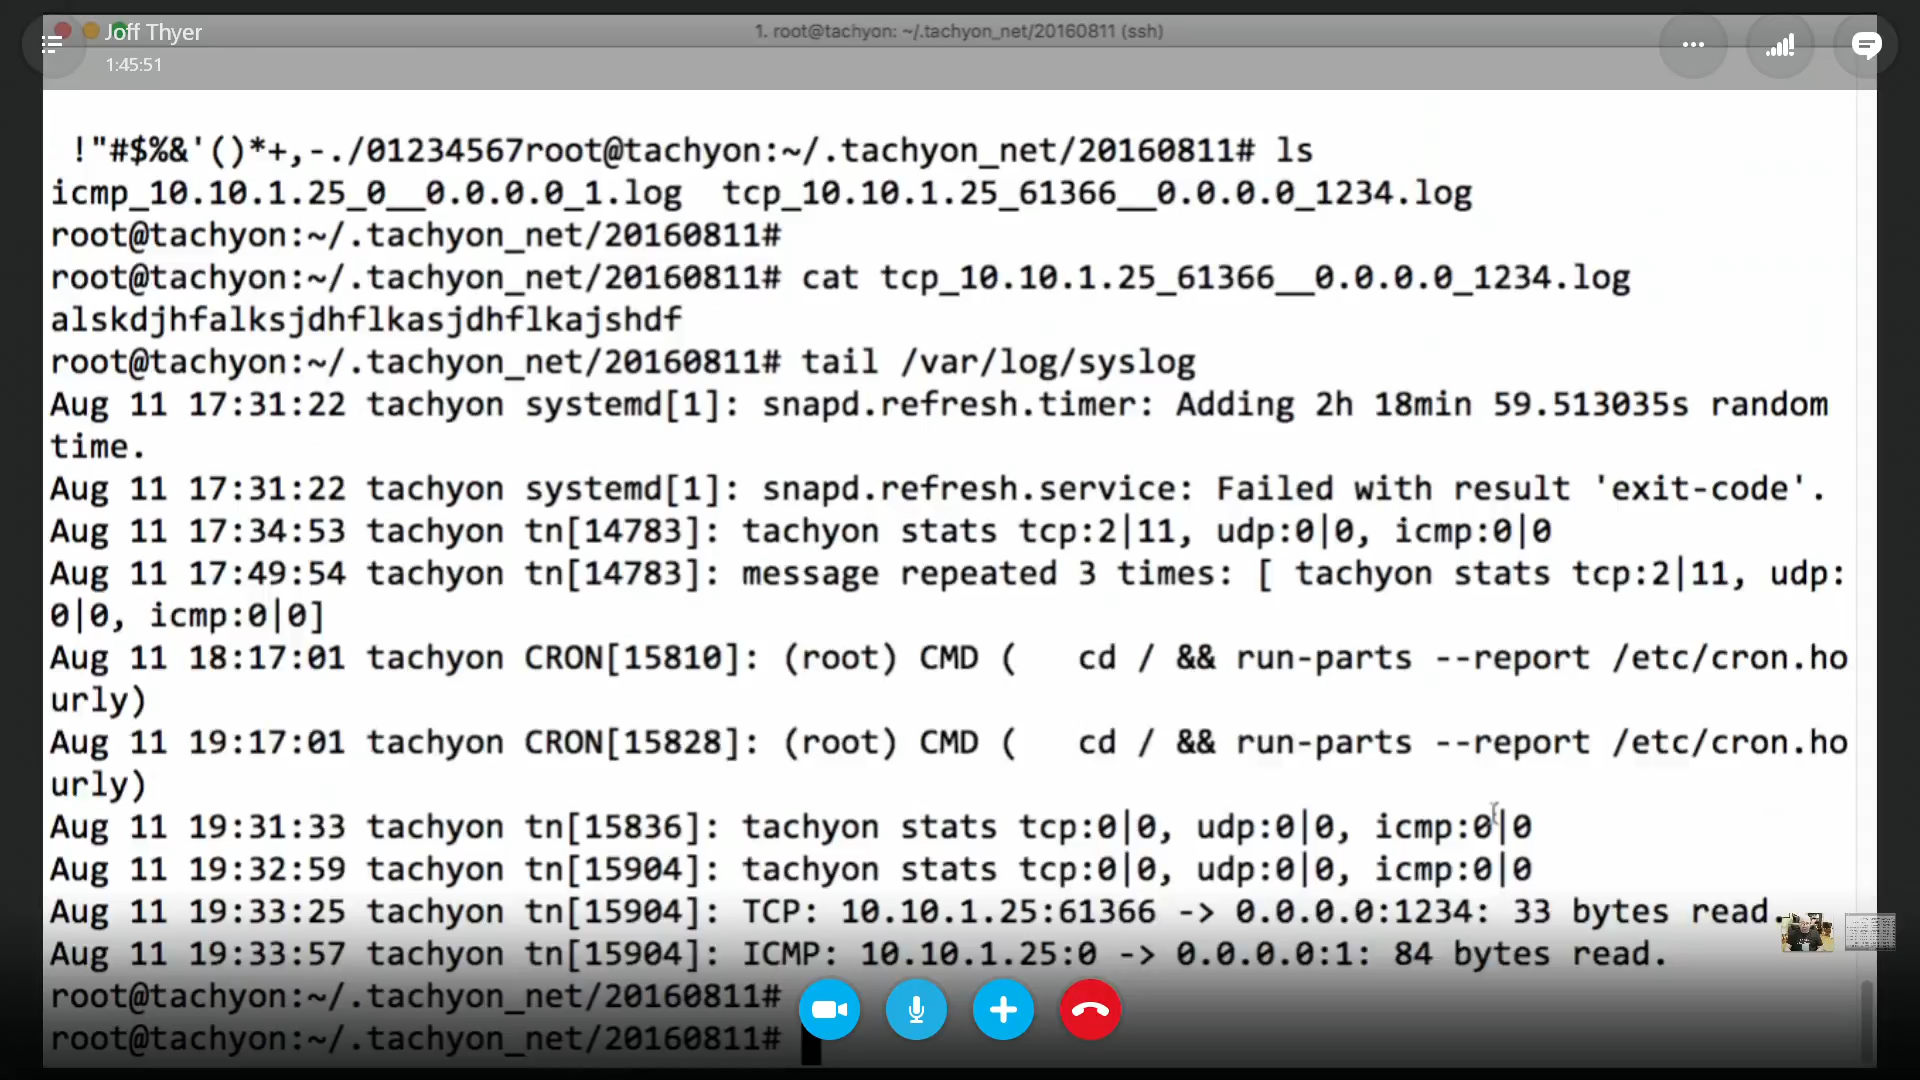 Joff Thyer
1:45:51
1. root@tachyon: ~/.tachyon_net/20160811 (ssh)
!"#$%&'()*+,-./01234567root@tachyon:~/.tachyon_net/20160811# ls
icmp_10.10.1.25_0__0.0.0.0_1.log  tcp_10.10.1.25_61366__0.0.0.0_1234.log
root@tachyon:~/.tachyon_net/20160811#
root@tachyon:~/.tachyon_net/20160811# cat tcp_10.10.1.25_61366__0.0.0.0_1234.log
alskdjhfalksjdhflkasjdhflkajshdf
root@tachyon:~/.tachyon_net/20160811# tail /var/log/syslog
Aug 11 17:31:22 tachyon systemd[1]: snapd.refresh.timer: Adding 2h 18min 59.513035s random
time.
Aug 11 17:31:22 tachyon systemd[1]: snapd.refresh.service: Failed with result 'exit-code'.
Aug 11 17:34:53 tachyon tn[14783]: tachyon stats tcp:2|11, udp:0|0, icmp:0|0
Aug 11 17:49:54 tachyon tn[14783]: message repeated 3 times: [ tachyon stats tcp:2|11, udp:
0|0, icmp:0|0]
Aug 11 18:17:01 tachyon CRON[15810]: (root) CMD (   cd / && run-parts --report /etc/cron.ho
urly)
Aug 11 19:17:01 tachyon CRON[15828]: (root) CMD (   cd / && run-parts --report /etc/cron.ho
urly)
Aug 11 19:31:33 tachyon tn[15836]: tachyon stats tcp:0|0, udp:0|0, icmp:0|0
Aug 11 19:32:59 tachyon tn[15904]: tachyon stats tcp:0|0, udp:0|0, icmp:0|0
Aug 11 19:33:25 tachyon tn[15904]: TCP: 10.10.1.25:61366 -> 0.0.0.0:1234: 33 bytes read.
Aug 11 19:33:57 tachyon tn[15904]: ICMP: 10.10.1.25:0 -> 0.0.0.0:1: 84 bytes read.
root@tachyon:~/.tachyon_net/20160811#
root@tachyon:~/.tachyon_net/20160811#